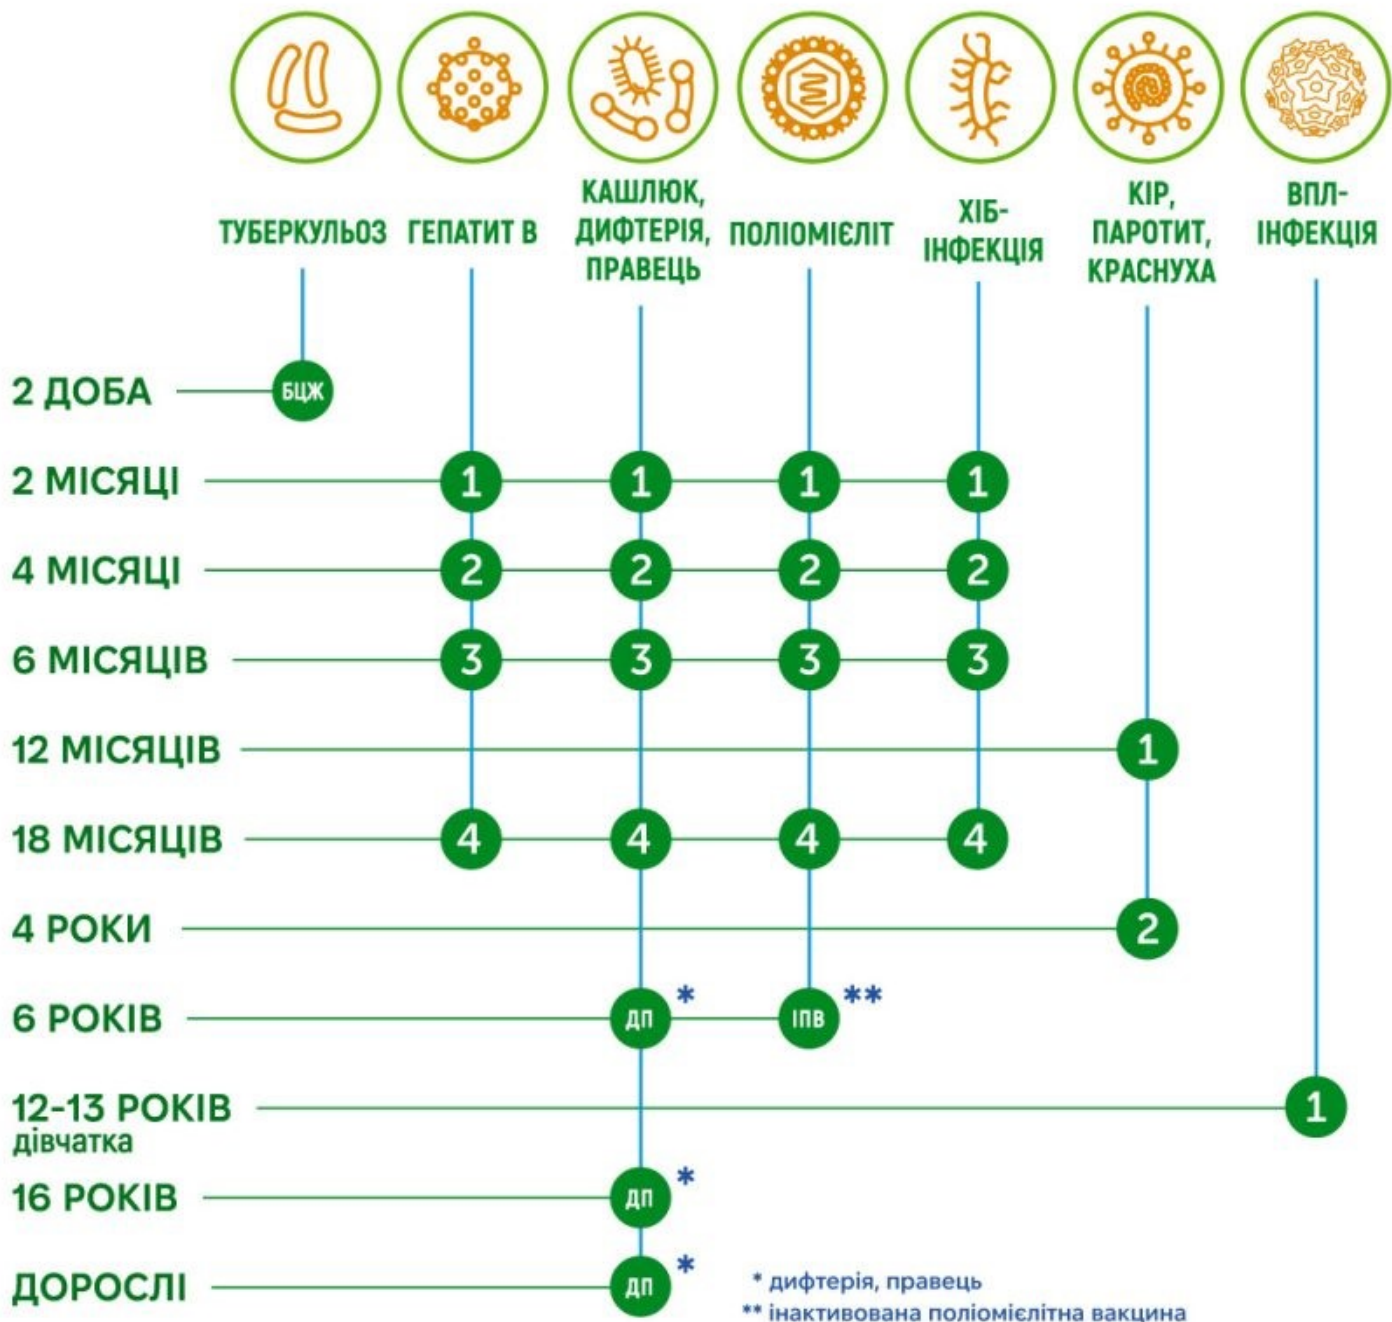 ТУБЕРКУЛЬОЗ
ГЕПАТИТ В
КАШЛЮК,
ДИФТЕРІЯ,
ПРАВЕЦЬ
ПОЛІОМІЄЛІТ
ХІБ-
ІНФЕКЦІЯ
КІР,
ПАРОТИТ,
КРАСНУХА
ВПЛ-
ІНФЕКЦІЯ
2 ДОБА БЦЖ
2 МІСЯЦІ 1 1 1 1
4 МІСЯЦІ 2 2 2 2
6 МІСЯЦІВ 3 3 3 3
12 МІСЯЦІВ 1
18 МІСЯЦІВ 4 4 4 4
4 РОКИ 2
6 РОКІВ ДП * ІПВ **
12-13 РОКІВ 1
дівчатка
16 РОКІВ ДП *
ДОРОСЛІ ДП *
* дифтерія, правець
** інактивована поліомієлітна вакцина